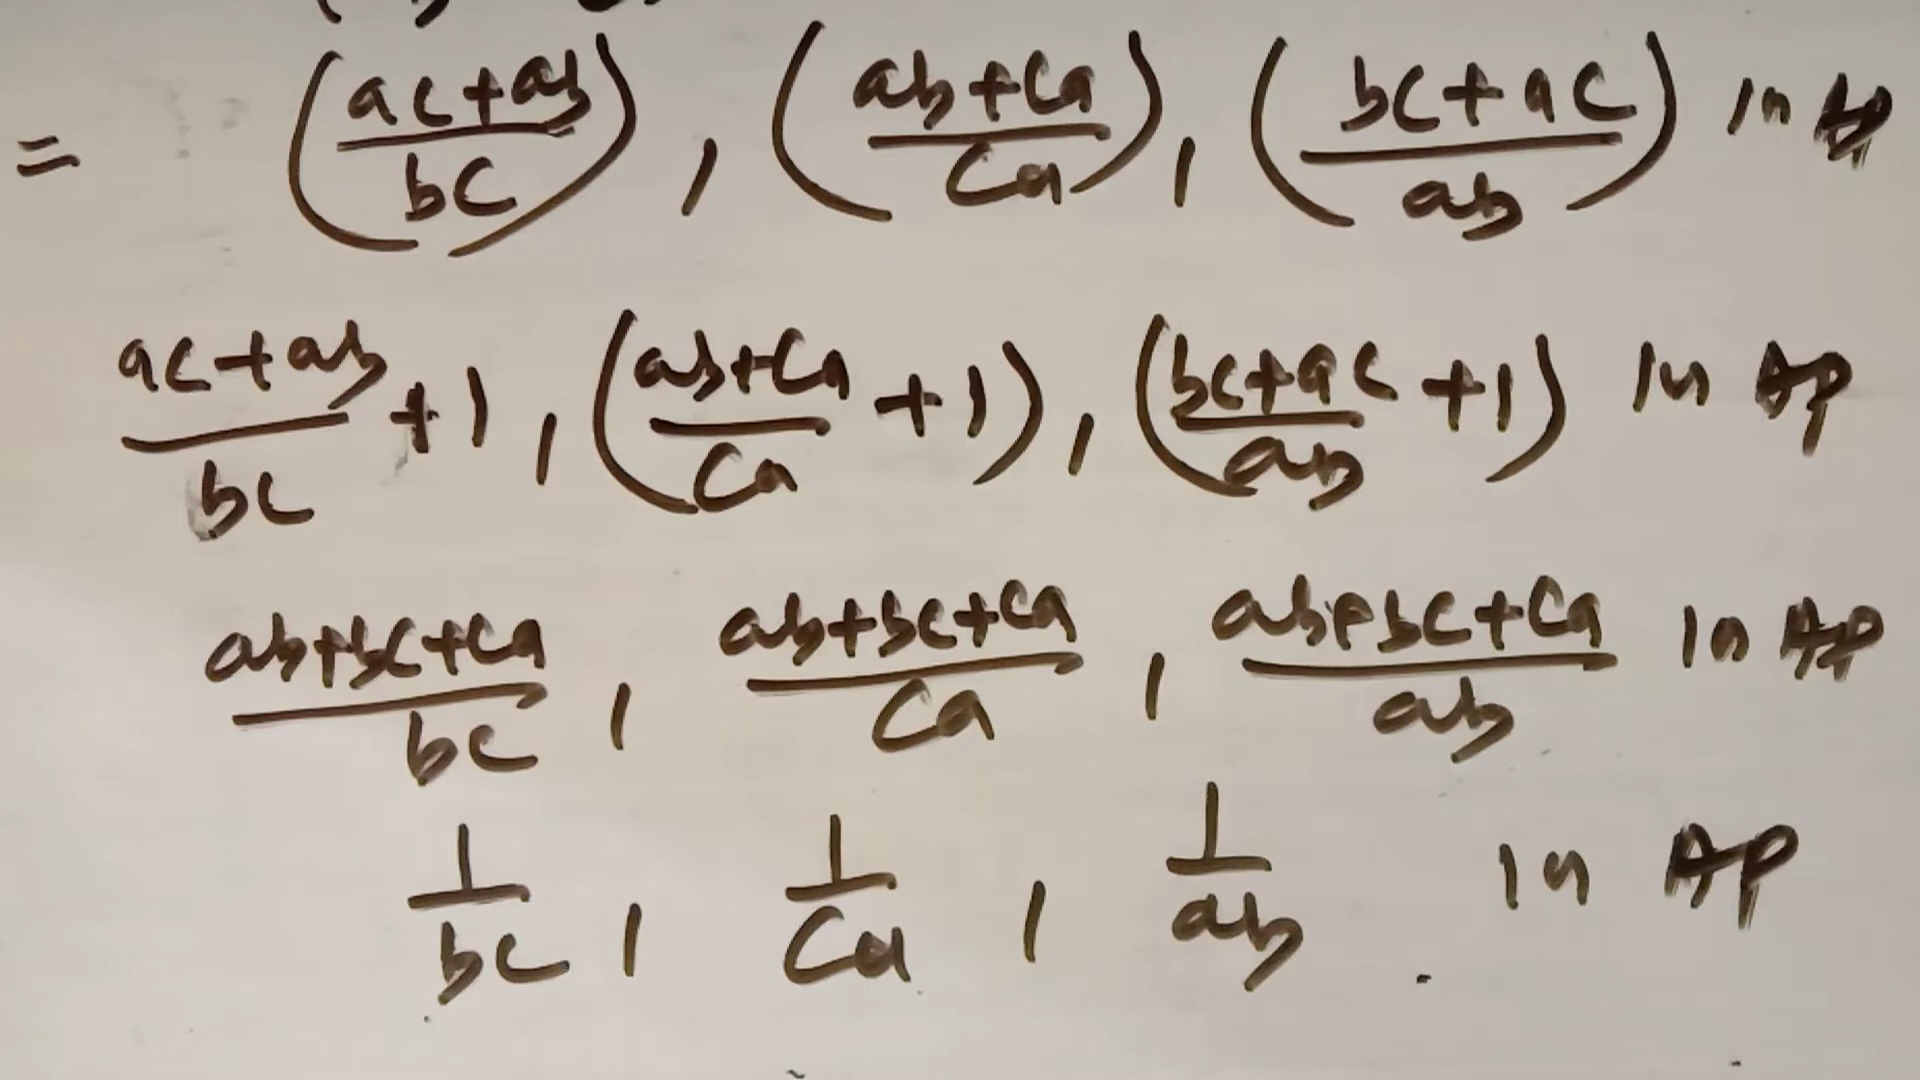 = (ac+ab/bc), (ab+ca/ca), (bc+ac/ab) in AP
ac+ab/bc +1, (ab+ca/ca +1), (bc+ac/ab +1) in AP
ab+bc+ca/bc, ab+bc+ca/ca, ab+bc+ca/ab in AP
1/bc, 1/ca, 1/ab. in AP